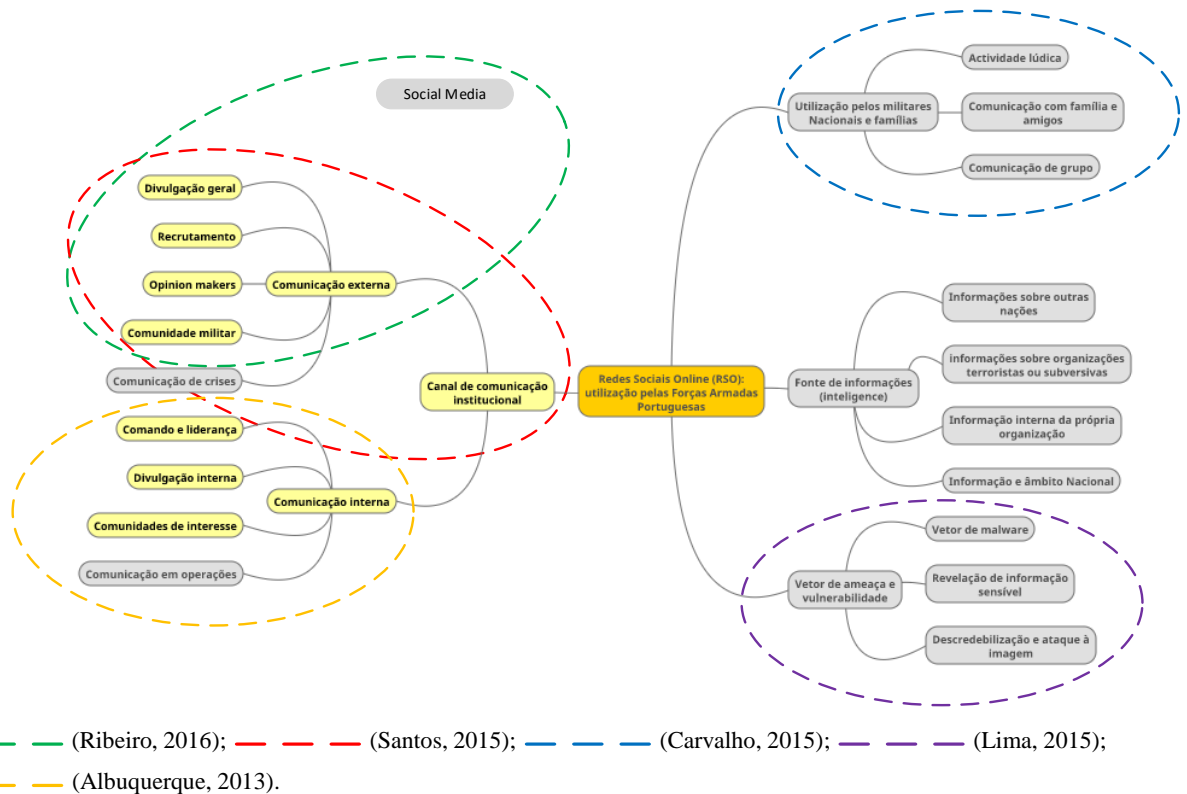 Social Media
Divulgação geral
Recrutamento
Opinion makers
Comunidade militar
Comunicação de crises
Comunicação externa
Comando e liderança
Divulgação interna
Comunidades de interesse
Comunicação em operações
Comunicação interna
Canal de comunicação
institucional
Redes Sociais Online (RSO):
utilização pelas Forças Armadas
Portuguesas
Utilização pelos militares
Nacionais e famílias
Actividade lúdica
Comunicação com família e
amigos
Comunicação de grupo
Fonte de informações
(inteligence)
Informações sobre outras
nações
informações sobre organizações
terroristas ou subversivas
Informação interna da própria
organização
Informação e âmbito Nacional
Vetor de ameaça e
vulnerabilidade
Vetor de malware
Revelação de informação
sensível
Descredebilização e ataque à
imagem
(Ribeiro, 2016); (Santos, 2015); (Carvalho, 2015); (Lima, 2015);
(Albuquerque, 2013).